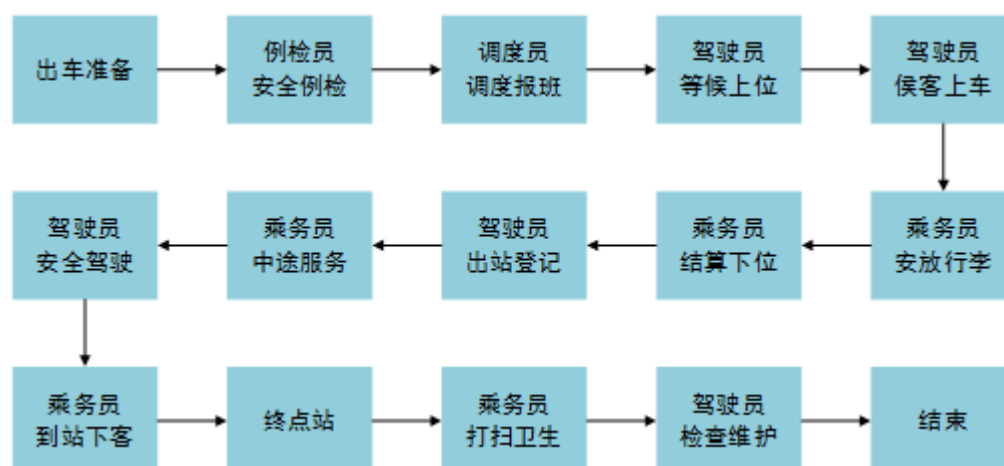 出车准备
例检员
安全例检
调度员
调度报班
驾驶员
等候上位
驾驶员
侯客上车
驾驶员
安全驾驶
乘务员
中途服务
驾驶员
出站登记
乘务员
结算下位
乘务员
安放行李
乘务员
到站下客
终点站
乘务员
打扫卫生
驾驶员
检查维护
结束